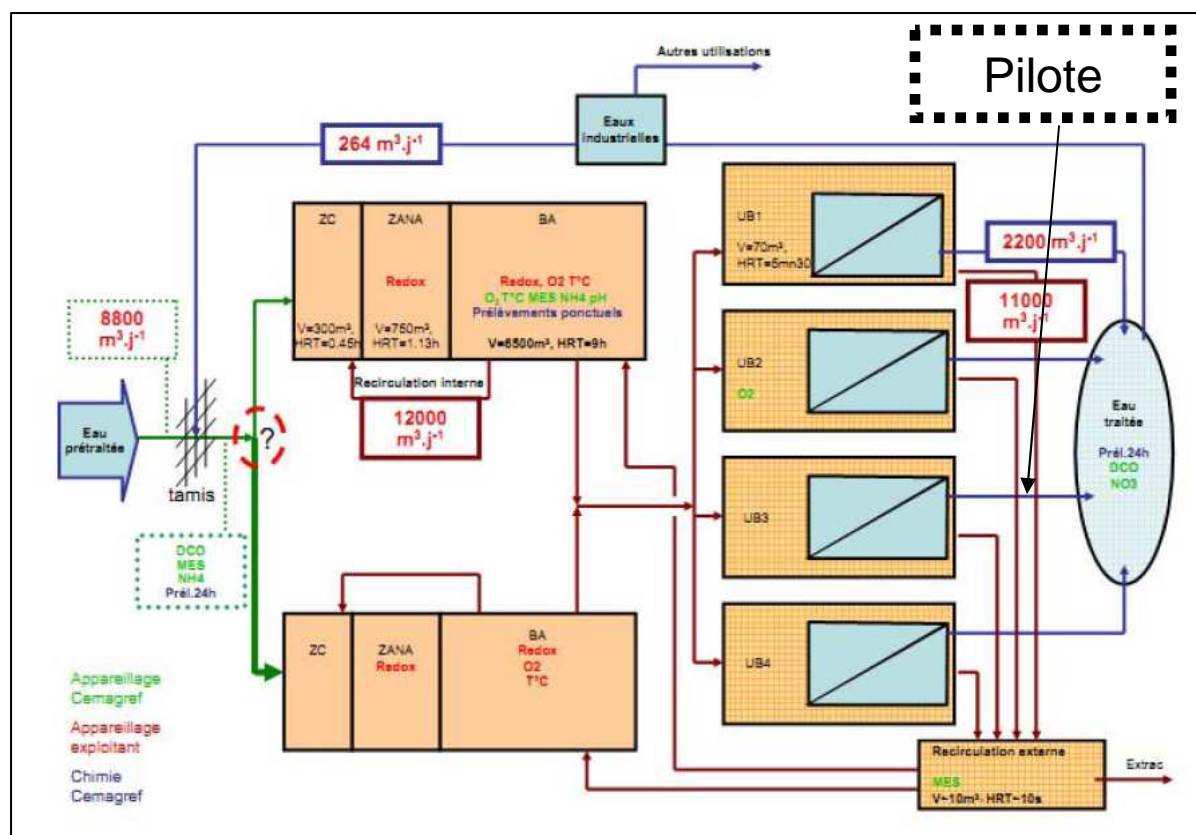 Autres utilisations
Pilote
Eaux
industrielles
264 m³.j⁻¹
ZC
ZANA
BA
Redox
Redox, O2 T°C
O₂ T°C MES NH4 pH
Prélèvements ponctuels
V=300m³,
HRT=0.45h
V=750m³,
HRT=1.13h
V=6500m³, HRT=9h
Recirculation interne
12000
m³.j⁻¹
8800
m³.j⁻¹
Eau
prétraitée
tamis
?
DCO
MES
NH4
Prél.24h
UB1
V=70m³,
HRT=5mn30
2200 m³.j⁻¹
11000
m³.j⁻¹
UB2
O2
UB3
UB4
Eau
traitée
Prél.24h
DCO
NO3
ZC
ZANA
Redox
BA
Redox
O2
T°C
Appareillage
Cemagref
Appareillage
exploitant
Chimie
Cemagref
Recirculation externe
MES
V~10m³- HRT~10s
Extrac